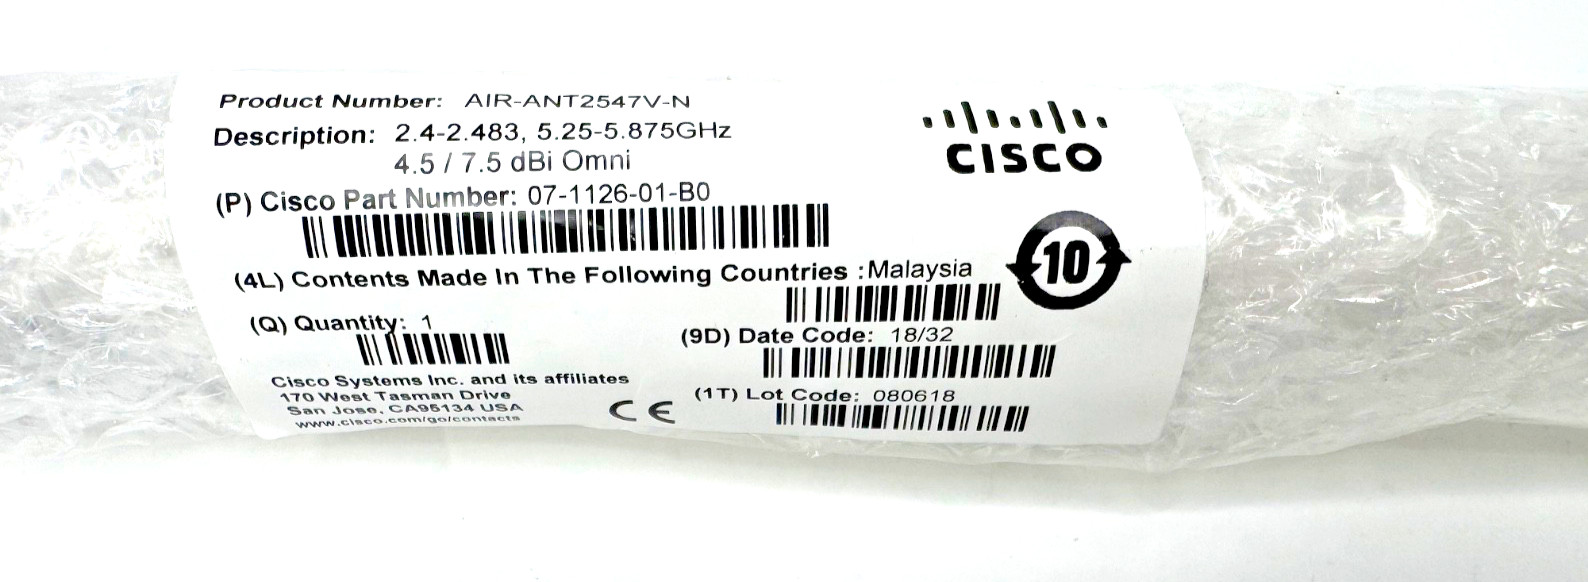 Product Number: AIR-ANT2547V-N
Description: 2.4-2.483, 5.25-5.875GHz
4.5 / 7.5 dBi Omni
CISCO
(P) Cisco Part Number: 07-1126-01-B0
10
(4L) Contents Made In The Following Countries :Malaysia
(Q) Quantity: 1
(9D) Date Code: 18/32
Cisco Systems Inc. and its affiliates
170 West Tasman Drive
San Jose, CA95134 USA
www.cisco.com/go/contacts
CE
(1T) Lot Code: 080618